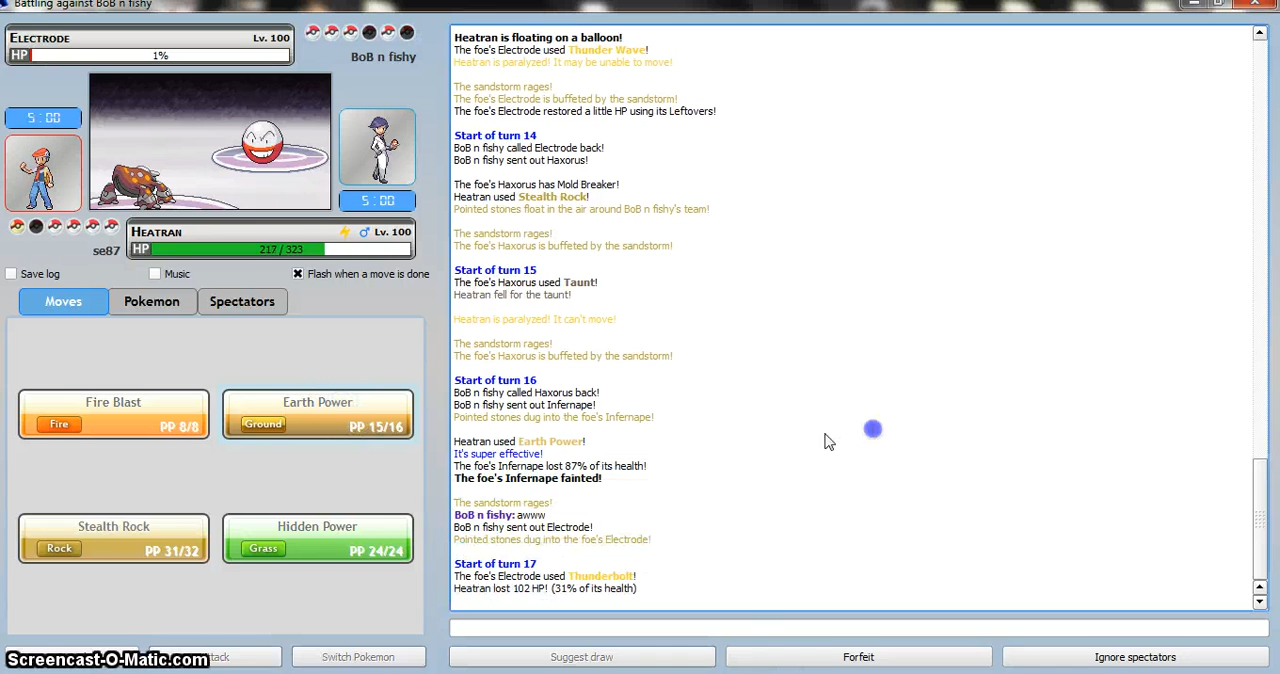 Battling against BoB n fishy
ELECTRODE Lv. 100
HP 1%
BoB n fishy
5:00
5:00
HEATRAN Lv. 100
HP 217 / 323
se87
Save log Music Flash when a move is done
Moves Pokemon Spectators
Fire Blast
Fire PP 8/8
Earth Power
Ground PP 15/16
Stealth Rock
Rock PP 31/32
Hidden Power
Grass PP 24/24
Heatran is floating on a balloon!
The foe's Electrode used Thunder Wave!
Heatran is paralyzed! It may be unable to move!
The sandstorm rages!
The foe's Electrode is buffeted by the sandstorm!
The foe's Electrode restored a little HP using its Leftovers!
Start of turn 14
BoB n fishy called Electrode back!
BoB n fishy sent out Haxorus!
The foe's Haxorus has Mold Breaker!
Heatran used Stealth Rock!
Pointed stones float in the air around BoB n fishy's team!
The sandstorm rages!
The foe's Haxorus is buffeted by the sandstorm!
Start of turn 15
The foe's Haxorus used Taunt!
Heatran fell for the taunt!
Heatran is paralyzed! It can't move!
The sandstorm rages!
The foe's Haxorus is buffeted by the sandstorm!
Start of turn 16
BoB n fishy called Haxorus back!
BoB n fishy sent out Infernape!
Pointed stones dug into the foe's Infernape!
Heatran used Earth Power!
It's super effective!
The foe's Infernape lost 87% of its health!
The foe's Infernape fainted!
The sandstorm rages!
BoB n fishy: awww
BoB n fishy sent out Electrode!
Pointed stones dug into the foe's Electrode!
Start of turn 17
The foe's Electrode used Thunderbolt!
Heatran lost 102 HP! (31% of its health)
Screencast-O-Matic.com
Switch Pokemon
Suggest draw
Forfeit
Ignore spectators